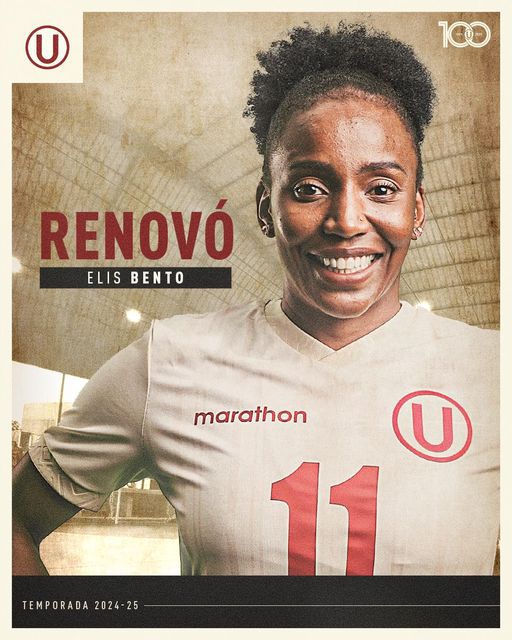 U
100
RENOVÓ
ELIS BENTO
marathon
U
11
TEMPORADA 2024-25